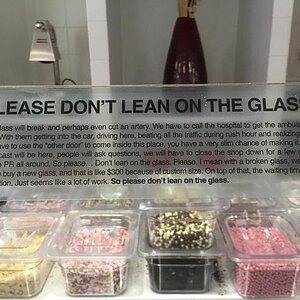 LEASE DON'T LEAN ON THE GLAS
lass will break and perhaps even cut an artery. We have to call the hospital to get the ambula
With them getting into the car, driving here, beating all the traffic during rush hour and realizing
ave to use the "other door" to come inside this place, you have a very slim chance of making it.
cast will be here, people will ask questions, we will have to close the shop down for a few
e PR all around. So please... Don't lean on the glass. Please. I mean with a broken glass, w
buy a new glass, and that is like $300 because of custom size. On top of that, the waiting time
tion. Just seems like a lot of work. So please don't lean on the glass.